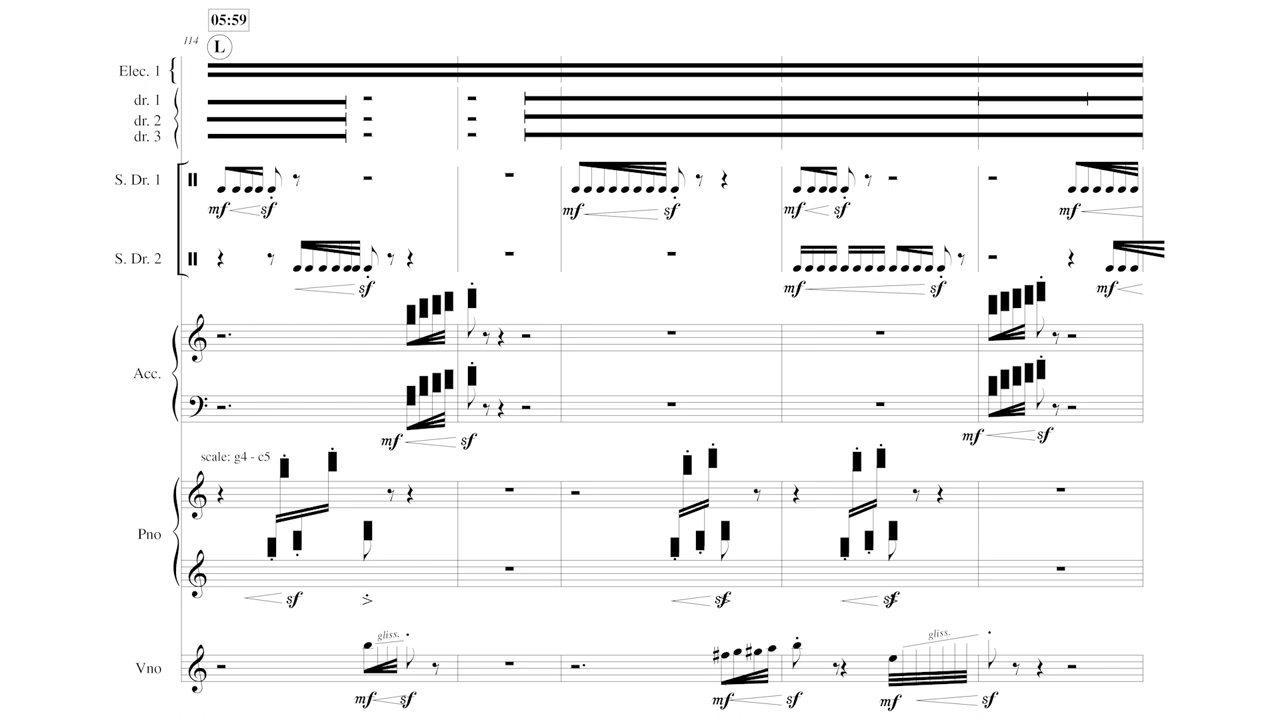 05:59
114
L
Elec. 1
dr. 1
dr. 2
dr. 3
S. Dr. 1
mf sf mf sf mf sf mf
S. Dr. 2
sf mf sf mf
Acc.
mf sf mf sf
scale: g4 - c5
Pno
sf sf sf
gliss. gliss.
Vno
mf sf mf sf mf sf